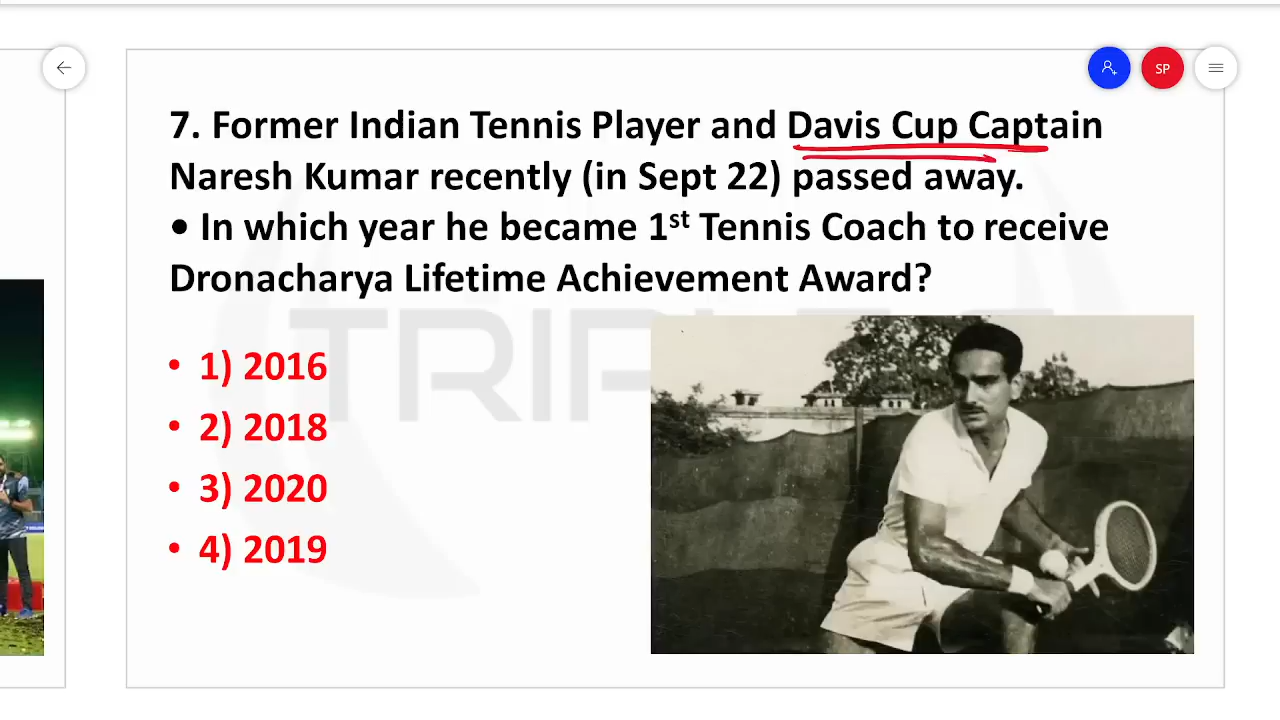 SP
7. Former Indian Tennis Player and Davis Cup Captain
Naresh Kumar recently (in Sept 22) passed away.
• In which year he became 1st Tennis Coach to receive
Dronacharya Lifetime Achievement Award?
• 1) 2016
• 2) 2018
• 3) 2020
• 4) 2019